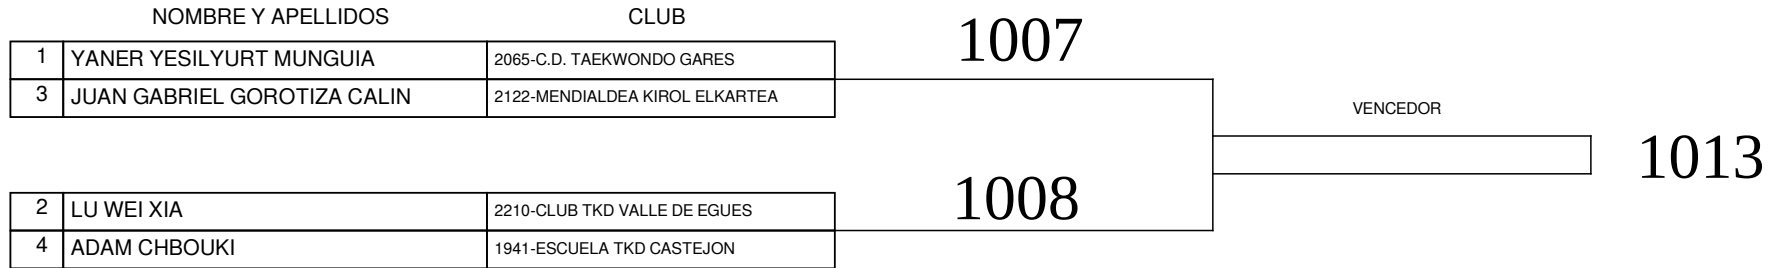 NOMBRE Y APELLIDOS CLUB
1007
1 YANER YESILYURT MUNGUIA 2065-C.D. TAEKWONDO GARES
3 JUAN GABRIEL GOROTIZA CALIN 2122-MENDIALDEA KIROL ELKARTEA
VENCEDOR
1013
1008
2 LU WEI XIA 2210-CLUB TKD VALLE DE EGUES
4 ADAM CHBOUKI 1941-ESCUELA TKD CASTEJON